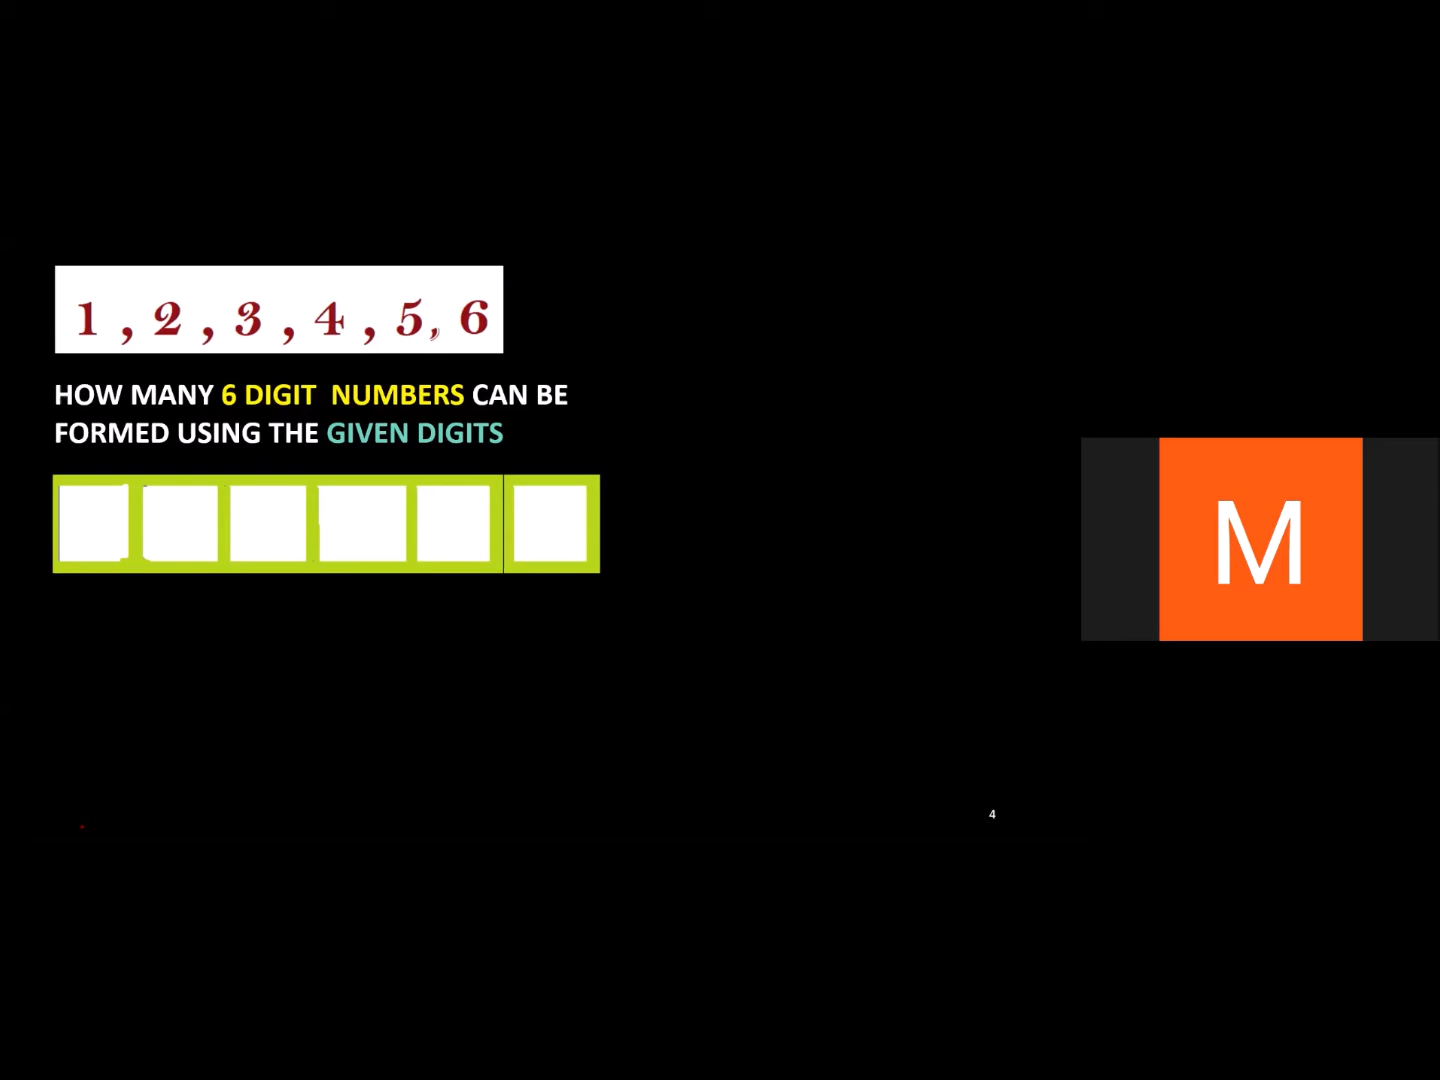 1 , 2 , 3 , 4 , 5, 6
HOW MANY 6 DIGIT NUMBERS CAN BE
FORMED USING THE GIVEN DIGITS
M
4